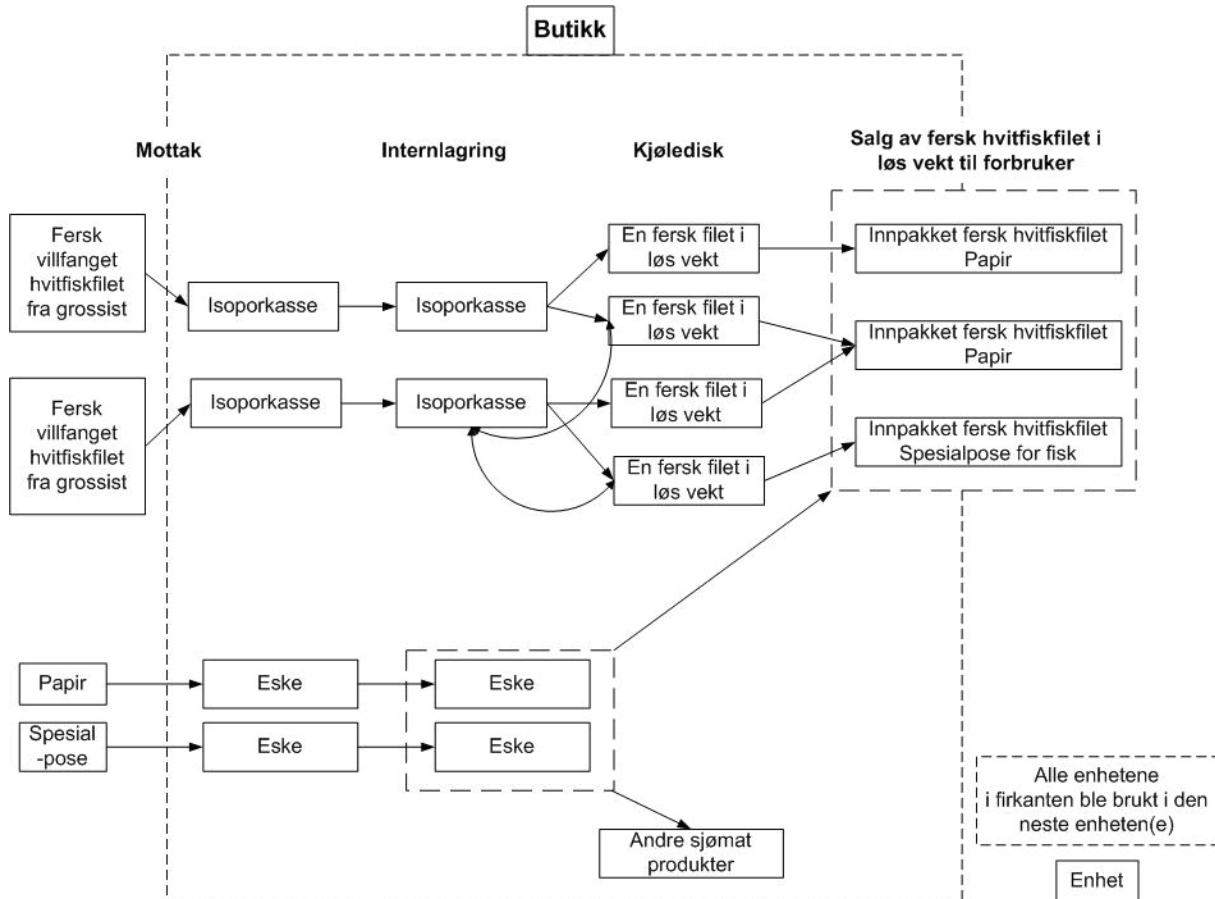 Butikk
Mottak
Internlagring
Kjøledisk
Salg av fersk hvitfiskfilet i
løs vekt til forbruker
Fersk
villfanget
hvitfiskfilet
fra grossist
Isoporkasse
Isoporkasse
En fersk filet i
løs vekt
En fersk filet i
løs vekt
Innpakket fersk hvitfiskfilet
Papir
Innpakket fersk hvitfiskfilet
Papir
Fersk
villfanget
hvitfiskfilet
fra grossist
Isoporkasse
Isoporkasse
En fersk filet i
løs vekt
En fersk filet i
løs vekt
Innpakket fersk hvitfiskfilet
Spesialpose for fisk
Papir
Eske
Eske
Spesial
-pose
Eske
Eske
Andre sjømat
produkter
Alle enhetene
i firkanten ble brukt i den
neste enheten(e)
Enhet